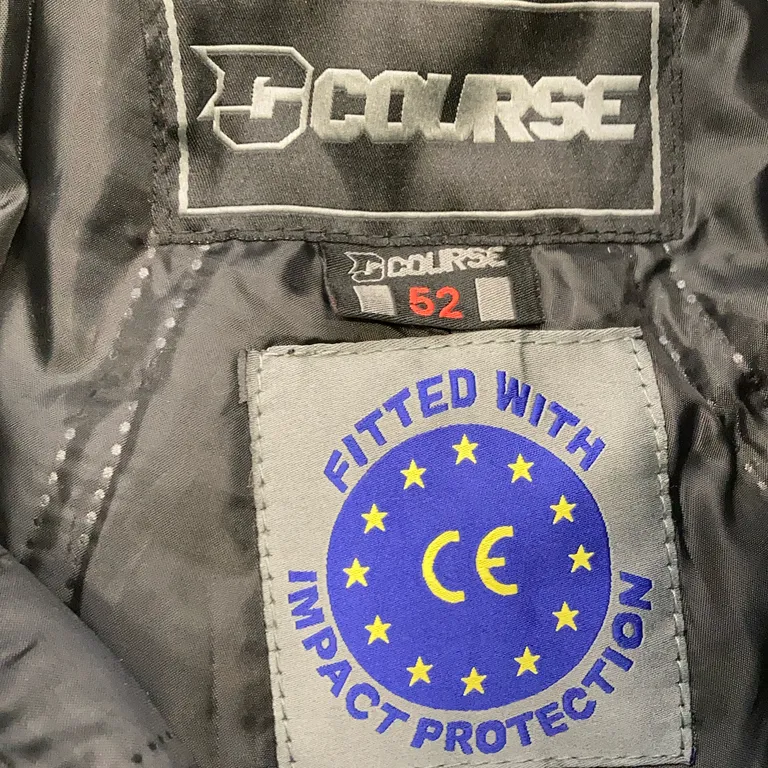 COURSE
COURSE
52
FITTED WITH
CE
IMPACT PROTECTION